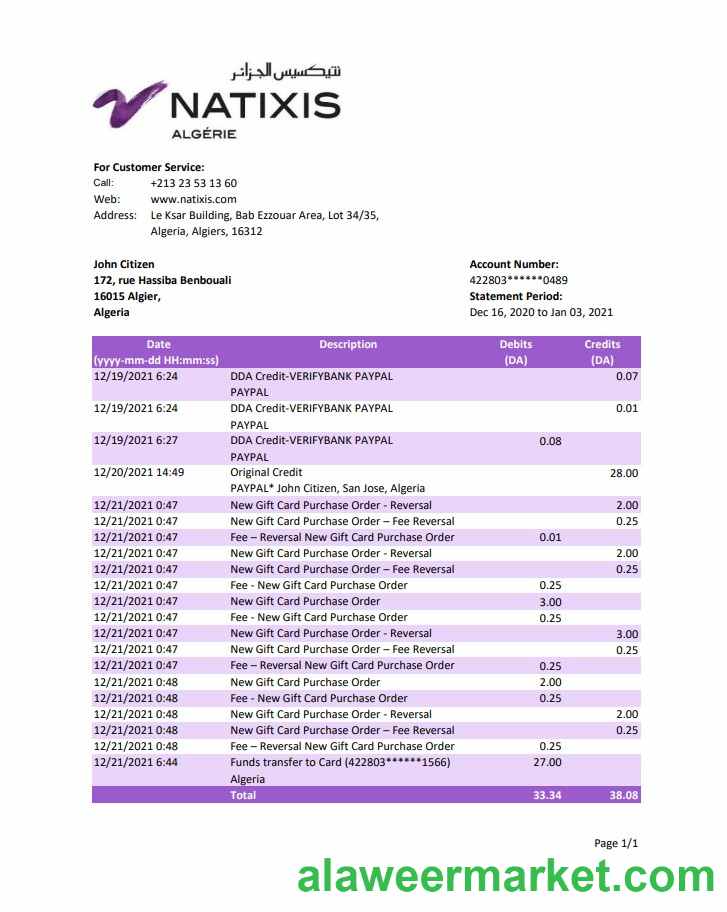 نتيكسيس الجزائر
NATIXIS
ALGÉRIE
For Customer Service:
Call: +213 23 53 13 60
Web: www.natixis.com
Address: Le Ksar Building, Bab Ezzouar Area, Lot 34/35,
Algeria, Algiers, 16312
John Citizen
172, rue Hassiba Benbouali
16015 Algier,
Algeria
Account Number:
422803******0489
Statement Period:
Dec 16, 2020 to Jan 03, 2021
Date Description Debits Credits
(yyyy-mm-dd HH:mm:ss) (DA) (DA)
12/19/2021 6:24 DDA Credit-VERIFYBANK PAYPAL 0.07
PAYPAL
12/19/2021 6:24 DDA Credit-VERIFYBANK PAYPAL 0.01
PAYPAL
12/19/2021 6:27 DDA Credit-VERIFYBANK PAYPAL 0.08
PAYPAL
12/20/2021 14:49 Original Credit 28.00
PAYPAL* John Citizen, San Jose, Algeria
12/21/2021 0:47 New Gift Card Purchase Order - Reversal 2.00
12/21/2021 0:47 New Gift Card Purchase Order – Fee Reversal 0.25
12/21/2021 0:47 Fee – Reversal New Gift Card Purchase Order 0.01
12/21/2021 0:47 New Gift Card Purchase Order - Reversal 2.00
12/21/2021 0:47 New Gift Card Purchase Order – Fee Reversal 0.25
12/21/2021 0:47 Fee - New Gift Card Purchase Order 0.25
12/21/2021 0:47 New Gift Card Purchase Order 3.00
12/21/2021 0:47 Fee - New Gift Card Purchase Order 0.25
12/21/2021 0:47 New Gift Card Purchase Order - Reversal 3.00
12/21/2021 0:47 New Gift Card Purchase Order – Fee Reversal 0.25
12/21/2021 0:47 Fee – Reversal New Gift Card Purchase Order 0.25
12/21/2021 0:48 New Gift Card Purchase Order 2.00
12/21/2021 0:48 Fee - New Gift Card Purchase Order 0.25
12/21/2021 0:48 New Gift Card Purchase Order - Reversal 2.00
12/21/2021 0:48 New Gift Card Purchase Order – Fee Reversal 0.25
12/21/2021 0:48 Fee – Reversal New Gift Card Purchase Order 0.25
12/21/2021 6:44 Funds transfer to Card (422803******1566) 27.00
Algeria
Total 33.34 38.08
Page 1/1
alaweermarket.com